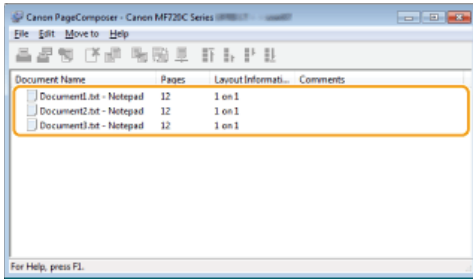 Canon PageComposer - Canon MF720C Series
File Edit Move to Help
Document Name Pages Layout Informati... Comments
Document1.txt - Notepad 12 1 on 1
Document2.txt - Notepad 12 1 on 1
Document3.txt - Notepad 12 1 on 1
For Help, press F1.